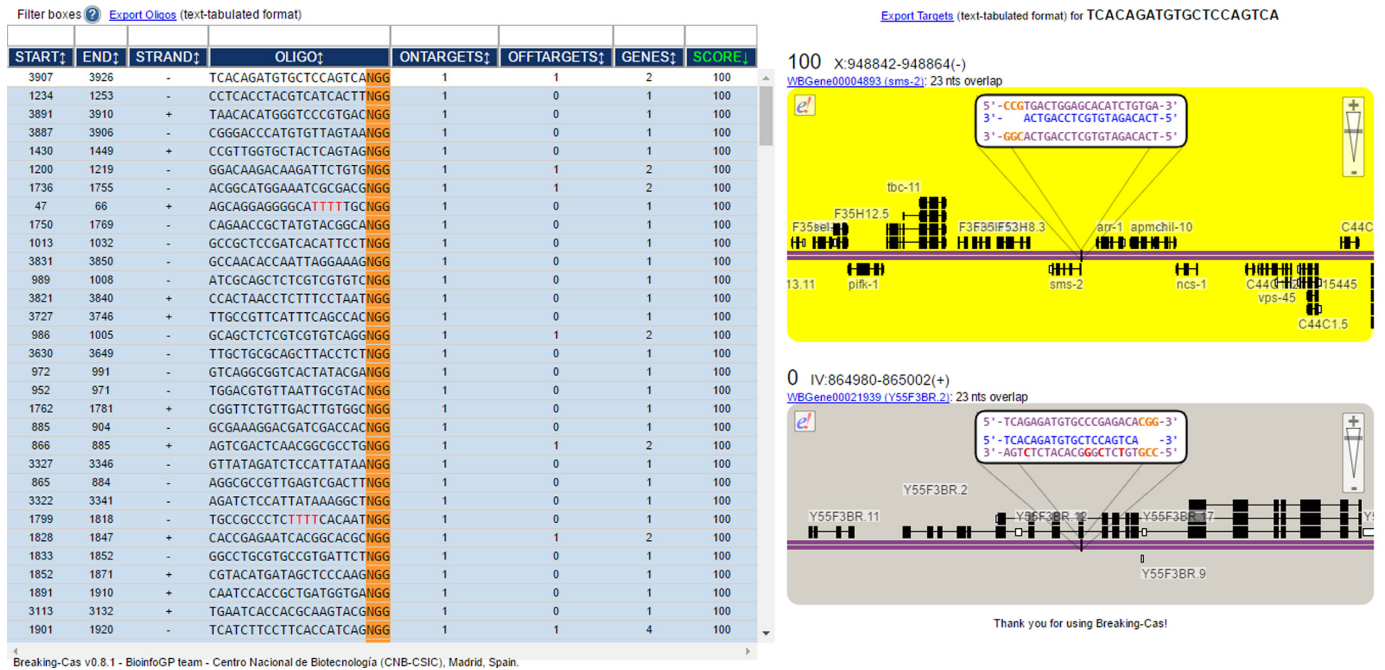 Filter boxes ? Export Oligos (text-tabulated format)
START↕ END↕ STRAND↕ OLIGO↕ ONTARGETS↕ OFFTARGETS↕ GENES↕ SCORE↓
3907 3926 - TCACAGATGTGCTCCAGTCANGG 1 1 2 100
1234 1253 - CCTCACCTACGTCATCACTTNGG 1 0 1 100
3891 3910 + TAACACATGGGTCCCGTGACNGG 1 0 1 100
3887 3906 - CGGGACCCATGTGTTAGTAANGG 1 0 1 100
1430 1449 + CCGTTGGTGCTACTCAGTAGNGG 1 0 1 100
1200 1219 - GGACAAGACAAGATTCTGTGNGG 1 1 2 100
1736 1755 - ACGGCATGGAAATCGCGACGNGG 1 1 2 100
47 66 + AGCAGGAGGGGCATTTTTGCNGG 1 0 1 100
1750 1769 - CAGAACCGCTATGTACGGCANGG 1 0 1 100
1013 1032 - GCCGCTCCGATCACATTCCTNGG 1 0 1 100
3831 3850 - GCCAACACCAATTAGGAAAGNGG 1 0 1 100
989 1008 - ATCGCAGCTCTCGTCGTGTCNGG 1 0 1 100
3821 3840 + CCACTAACCTCTTTCCTAATNGG 1 0 1 100
3727 3746 + TTGCCGTTCATTTCAGCCACNGG 1 0 1 100
986 1005 - GCAGCTCTCGTCGTGTCAGGNGG 1 1 2 100
3630 3649 - TTGCTGCGCAGCTTACCTCTNGG 1 0 1 100
972 991 - GTCAGGCGGTCACTATACGANGG 1 0 1 100
952 971 - TGGACGTGTTAATTGCGTACNGG 1 0 1 100
1762 1781 + CGGTTCTGTTGACTTGTGGCNGG 1 0 1 100
885 904 - GCGAAAGGACGATCGACCACNGG 1 0 1 100
866 885 + AGTCGACTCAACGGCGCCTGNGG 1 1 2 100
3327 3346 - GTTATAGATCTCCATTATAANGG 1 0 1 100
865 884 - AGGCGCCGTTGAGTCGACTTNGG 1 0 1 100
3322 3341 - AGATCTCCATTATAAAGGCTNGG 1 0 1 100
1799 1818 - TGCCGCCCTCTTTTCACAATNGG 1 0 1 100
1828 1847 + CACCGAGAATCACGGCACGCNGG 1 1 2 100
1833 1852 - GGCCTGCGTGCCGTGATTCTNGG 1 0 1 100
1852 1871 + CGTACATGATAGCTCCCAAGNGG 1 0 1 100
1891 1910 + CAATCCACCGCTGATGGTGANGG 1 0 1 100
3113 3132 + TGAATCACCACGCAAGTACGNGG 1 0 1 100
1901 1920 - TCATCTTCCTTCACCATCAGNGG 1 1 4 100
Breaking-Cas v0.8.1 - BioinfoGP team - Centro Nacional de Biotecnología (CNB-CSIC), Madrid, Spain.
Export Targets (text-tabulated format) for TCACAGATGTGCTCCAGTCA
100 X:948842-948864(-)
WBGene00004893 (sms-2): 23 nts overlap
e!
5'-CCGTGACTGGAGCACATCTGTGA-3'
3'- ACTGACCTCGTGTAGACACT-5'
3'-GGCACTGACCTCGTGTAGACACT-5'
+
-
tbc-11
F35H12.5
arr-1
C44C
13.11 pifk-1 sms-2 ncs-1 15445
vps-45
C44C1.5
0 IV:864980-865002(+)
WBGene00021939 (Y55F3BR.2): 23 nts overlap
e!
5'-TCAGAGATGTGCCCGAGACACGG-3'
5'-TCACAGATGTGCTCCAGTCA -3'
3'-AGTCTCTACACGGGCTCTGTGCC-5'
+
-
Y55F3BR.2
Y55F3BR.11 Y55F3BR.12 Y55F3BR.17
Y55F3BR.9
Thank you for using Breaking-Cas!